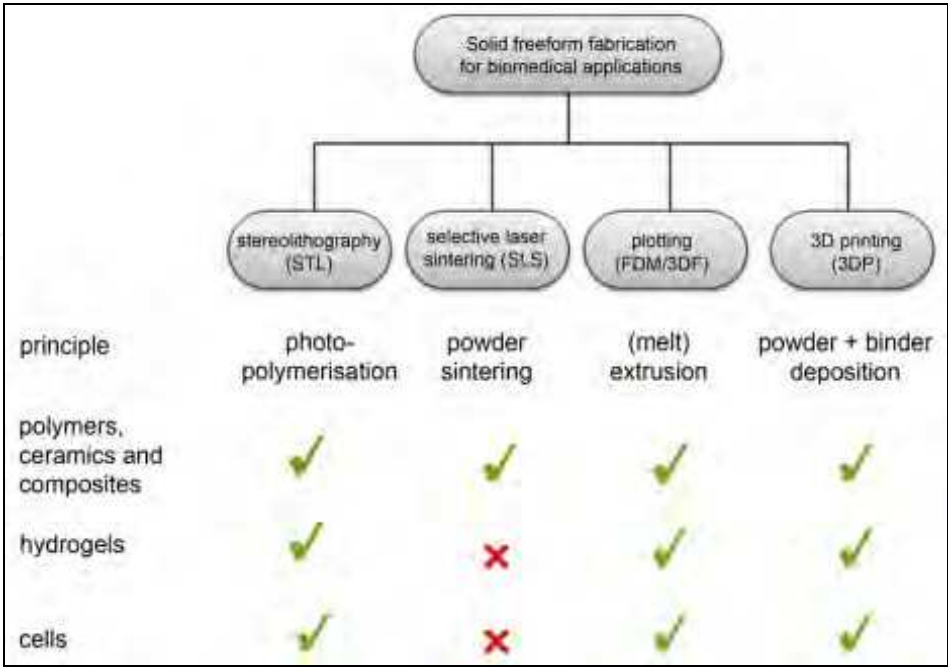 Solid freeform fabrication
for biomedical applications
stereolithography
(STL)
selective laser
sintering (SLS)
plotting
(FDM/3DF)
3D printing
(3DP)
principle
photo-
polymerisation
powder
sintering
(melt)
extrusion
powder + binder
deposition
polymers,
ceramics and
composites
hydrogels
cells